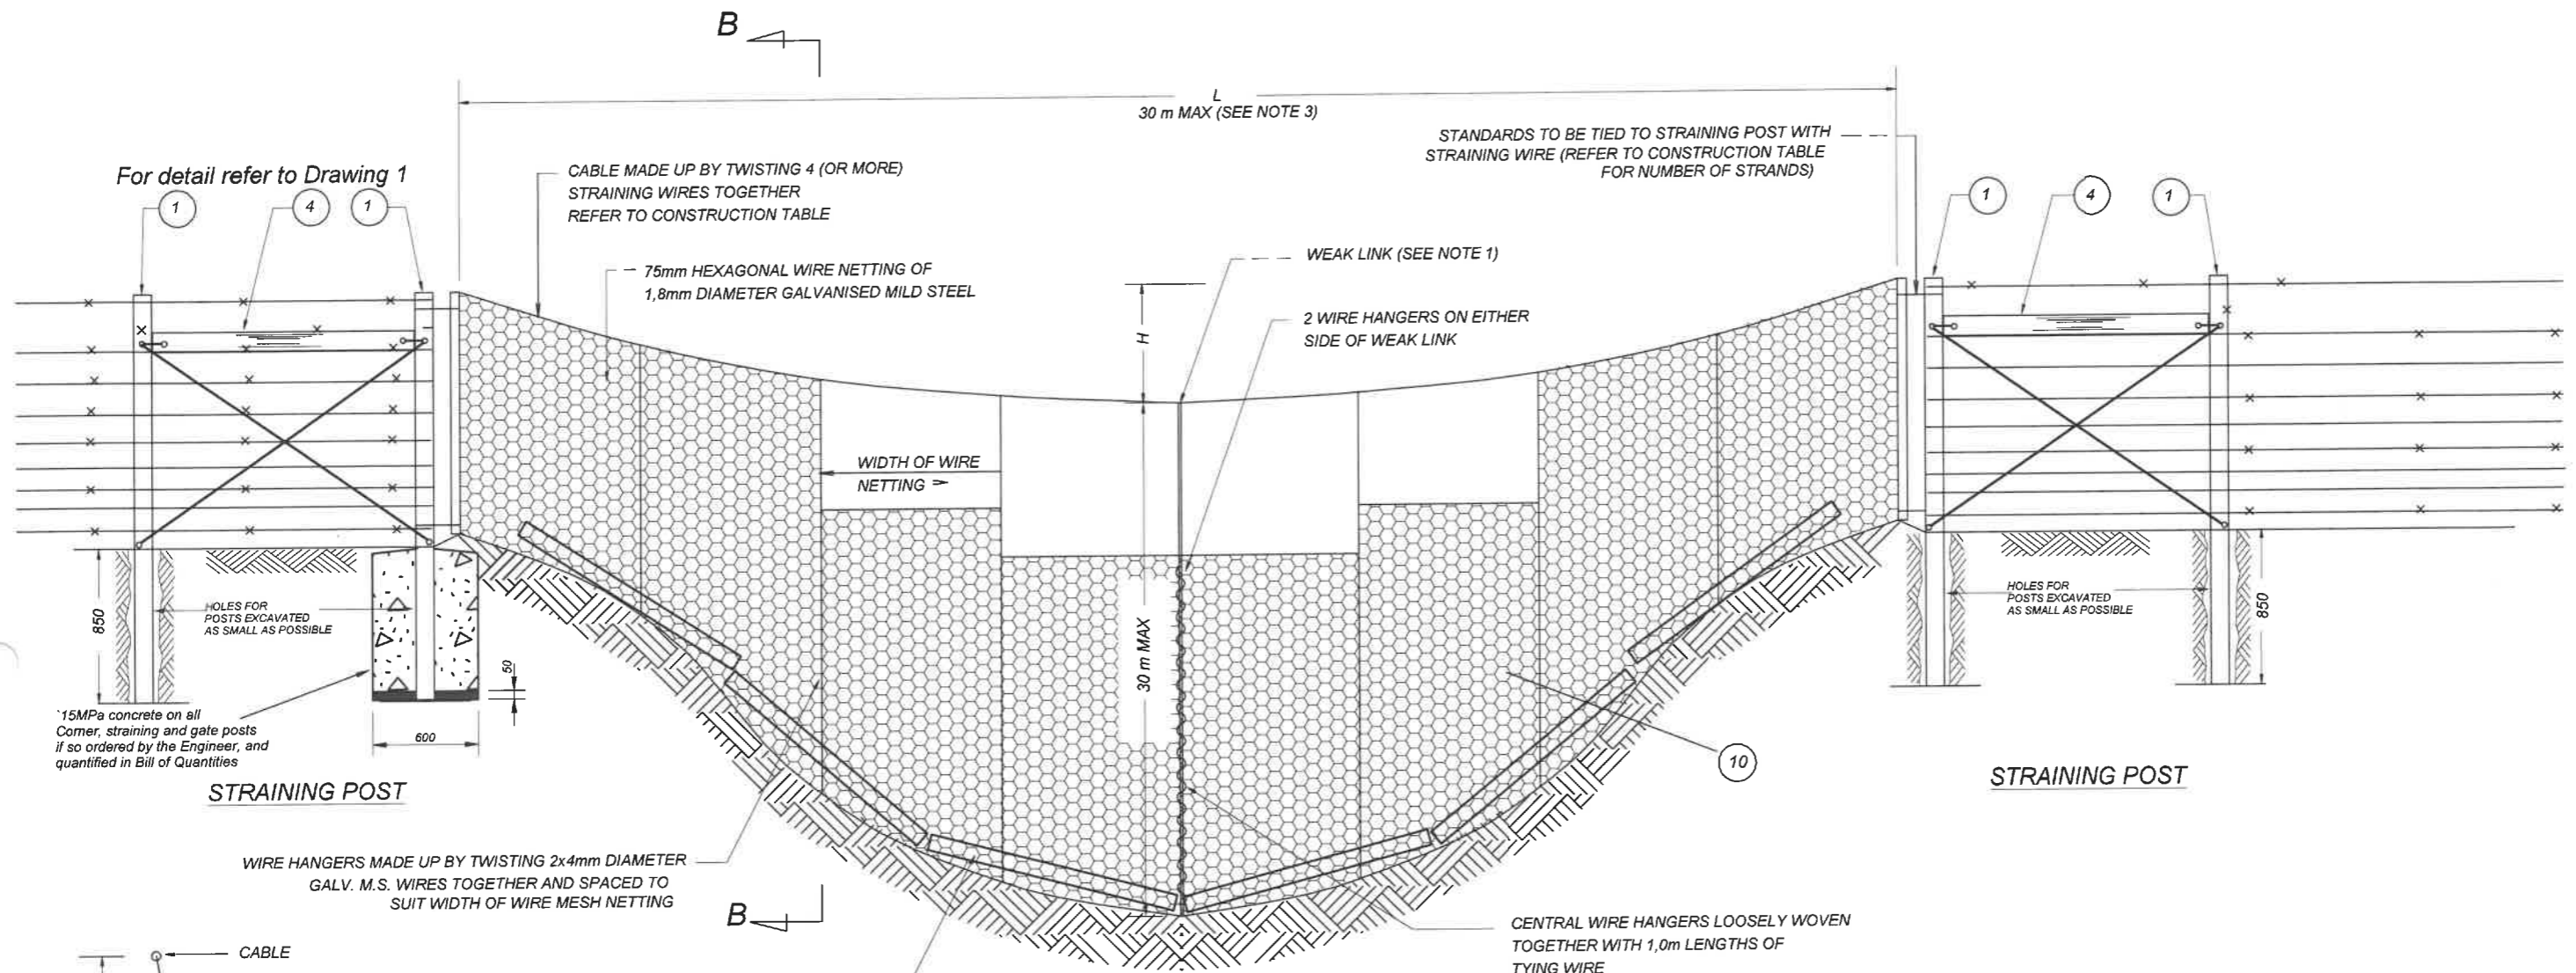 B
L
30 m MAX (SEE NOTE 3)
STANDARDS TO BE TIED TO STRAINING POST WITH
STRAINING WIRE (REFER TO CONSTRUCTION TABLE
FOR NUMBER OF STRANDS)
For detail refer to Drawing 1
1
4
1
CABLE MADE UP BY TWISTING 4 (OR MORE)
STRAINING WIRES TOGETHER
REFER TO CONSTRUCTION TABLE
1
4
1
75mm HEXAGONAL WIRE NETTING OF
1,8mm DIAMETER GALVANISED MILD STEEL
WEAK LINK (SEE NOTE 1)
H
2 WIRE HANGERS ON EITHER
SIDE OF WEAK LINK
WIDTH OF WIRE
NETTING
850
HOLES FOR
POSTS EXCAVATED
AS SMALL AS POSSIBLE
50
30 m MAX
HOLES FOR
POSTS EXCAVATED
AS SMALL AS POSSIBLE
850
`15MPa concrete on all
Corner, straining and gate posts
if so ordered by the Engineer, and
quantified in Bill of Quantities
600
10
STRAINING POST
STRAINING POST
WIRE HANGERS MADE UP BY TWISTING 2x4mm DIAMETER
GALV. M.S. WIRES TOGETHER AND SPACED TO
SUIT WIDTH OF WIRE MESH NETTING
B
CENTRAL WIRE HANGERS LOOSELY WOVEN
TOGETHER WITH 1,0m LENGTHS OF
TYING WIRE
CABLE